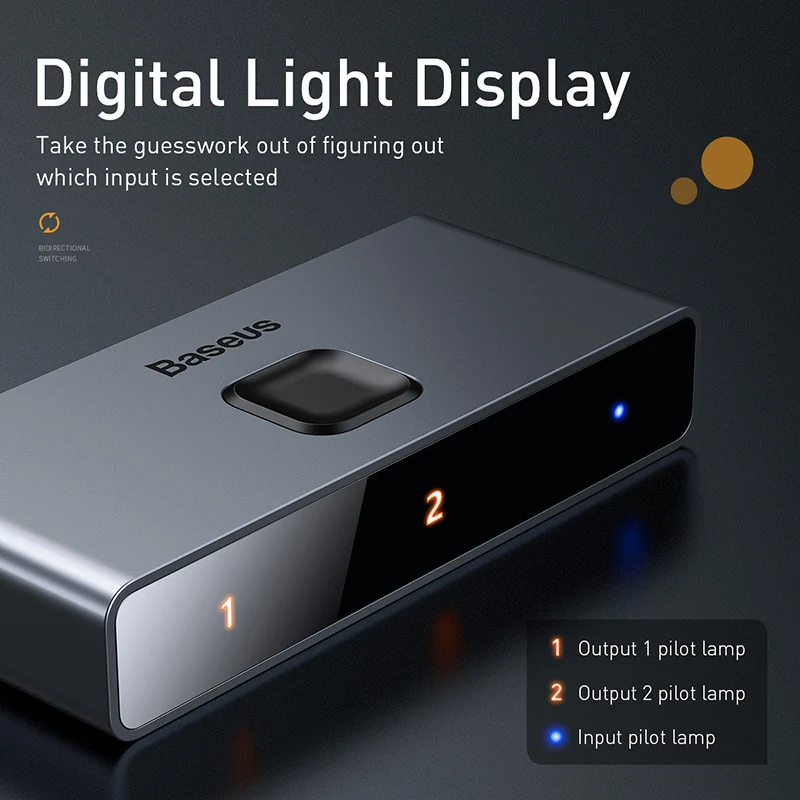 Digital Light Display
Take the guesswork out of figuring out
which input is selected
BIDIRECTIONAL
SWITCHING
Baseus
2
1
1 Output 1 pilot lamp
2 Output 2 pilot lamp
Input pilot lamp